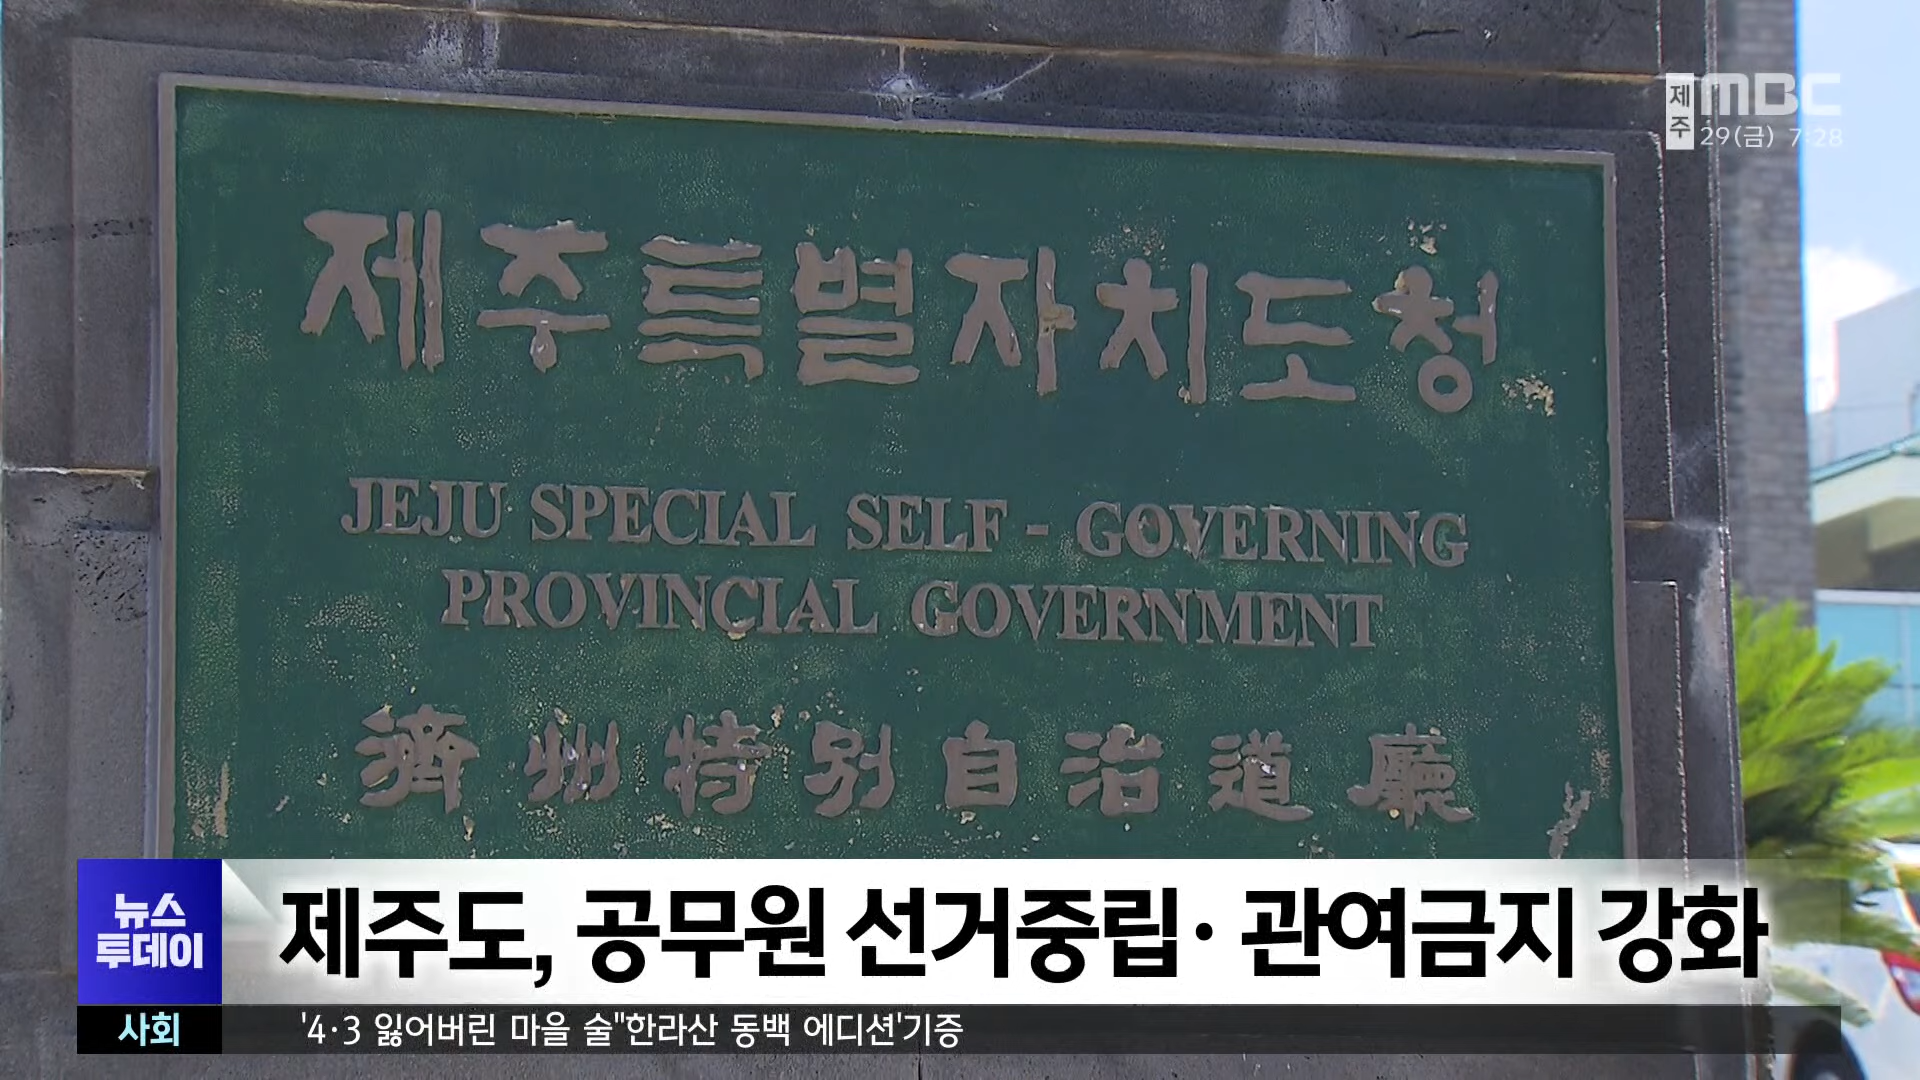 제주 MBC
29(금) 7:28
제주특별자치도청
JEJU SPECIAL SELF - GOVERNING
PROVINCIAL GOVERNMENT
濟州特別自治道廳
뉴스
투데이
제주도, 공무원 선거중립· 관여금지 강화
사회
'4·3 잃어버린 마을 술"한라산 동백 에디션'기증